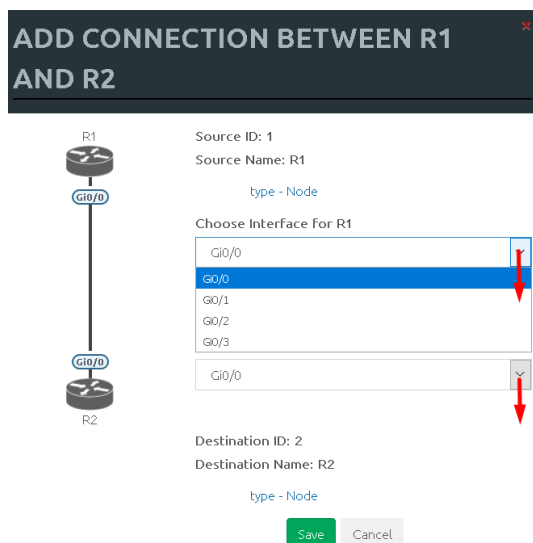 ADD CONNECTION BETWEEN R1
AND R2
R1
Gi0/0
Source ID: 1
Source Name: R1
type - Node
Choose Interface for R1
Gi0/0
Gi0/0
Gi0/1
Gi0/2
Gi0/3
Gi0/0
Gi0/0
R2
Destination ID: 2
Destination Name: R2
type - Node
Save
Cancel